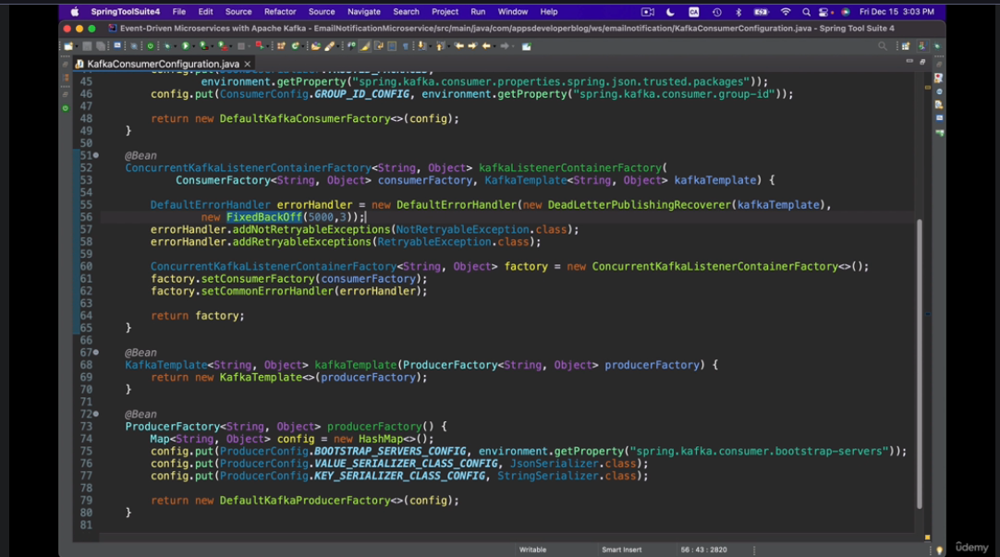 SpringToolSuite4 File Edit Source Refactor Source Navigate Search Project Run Window Help CA Fri Dec 15 3:03 PM
Event-Driven Microservices with Apache Kafka - EmailNotificationMicroservice/src/main/java/com/appsdeveloperblog/ws/emailnotification/KafkaConsumerConfiguration.java - Spring Tool Suite 4
KafkaConsumerConfiguration.java
45 environment.getProperty("spring.kafka.consumer.properties.spring.json.trusted.packages"));
46 config.put(ConsumerConfig.GROUP_ID_CONFIG, environment.getProperty("spring.kafka.consumer.group-id"));
47
48 return new DefaultKafkaConsumerFactory<>(config);
49 }
50
51 @Bean
52 ConcurrentKafkaListenerContainerFactory<String, Object> kafkaListenerContainerFactory(
53 ConsumerFactory<String, Object> consumerFactory, KafkaTemplate<String, Object> kafkaTemplate) {
54
55 DefaultErrorHandler errorHandler = new DefaultErrorHandler(new DeadLetterPublishingRecoverer(kafkaTemplate),
56 new FixedBackOff(5000,3));
57 errorHandler.addNotRetryableExceptions(NotRetryableException.class);
58 errorHandler.addRetryableExceptions(RetryableException.class);
59
60 ConcurrentKafkaListenerContainerFactory<String, Object> factory = new ConcurrentKafkaListenerContainerFactory<>();
61 factory.setConsumerFactory(consumerFactory);
62 factory.setCommonErrorHandler(errorHandler);
63
64 return factory;
65 }
66
67 @Bean
68 KafkaTemplate<String, Object> kafkaTemplate(ProducerFactory<String, Object> producerFactory) {
69 return new KafkaTemplate<>(producerFactory);
70 }
71
72 @Bean
73 ProducerFactory<String, Object> producerFactory() {
74 Map<String, Object> config = new HashMap<>();
75 config.put(ProducerConfig.BOOTSTRAP_SERVERS_CONFIG, environment.getProperty("spring.kafka.consumer.bootstrap-servers"));
76 config.put(ProducerConfig.VALUE_SERIALIZER_CLASS_CONFIG, JsonSerializer.class);
77 config.put(ProducerConfig.KEY_SERIALIZER_CLASS_CONFIG, StringSerializer.class);
78
79 return new DefaultKafkaProducerFactory<>(config);
80 }
81
Writable Smart Insert 56 : 43 : 2820
ûdemy